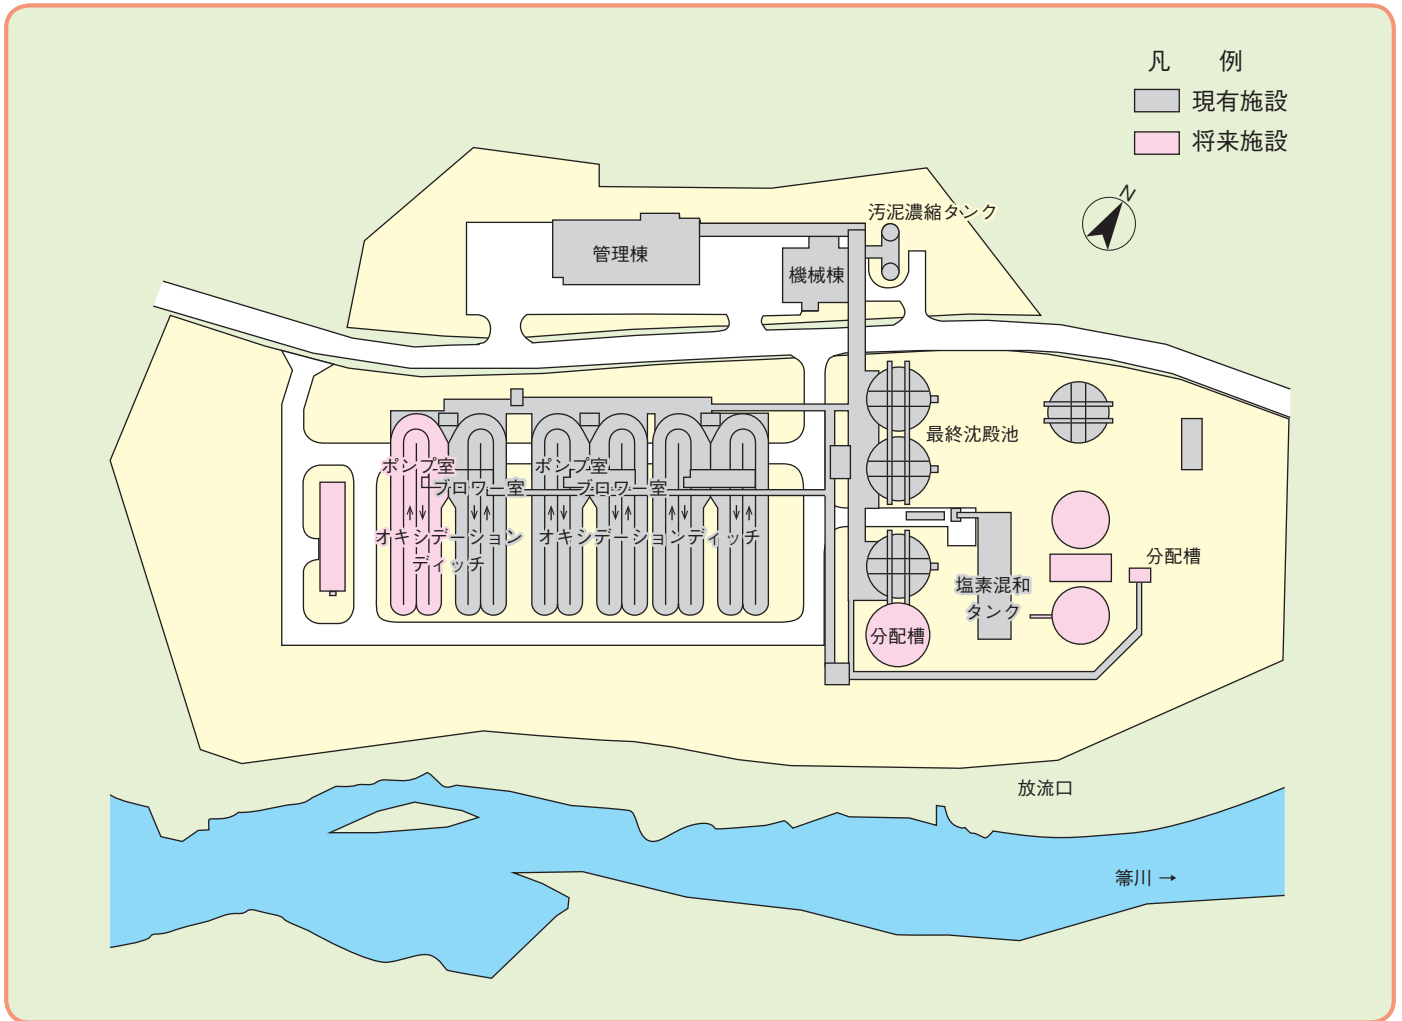 凡 例
現有施設
将来施設
N
汚泥濃縮タンク
管理棟
機械棟
最終沈殿池
ポンプ室
ブロワー室
ポンプ室
ブロワー室
オキシデーション
ディッチ
オキシデーションディッチ
分配槽
塩素混和
タンク
分配槽
放流口
箒川 →